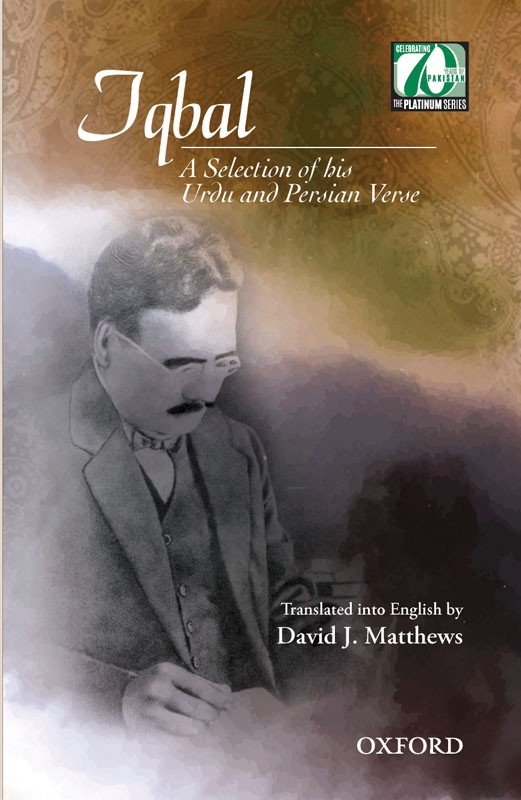 CELEBRATING
70
YEARS OF
PAKISTAN
THE PLATINUM SERIES
Iqbal
A Selection of his
Urdu and Persian Verse
Translated into English by
David J. Matthews
OXFORD